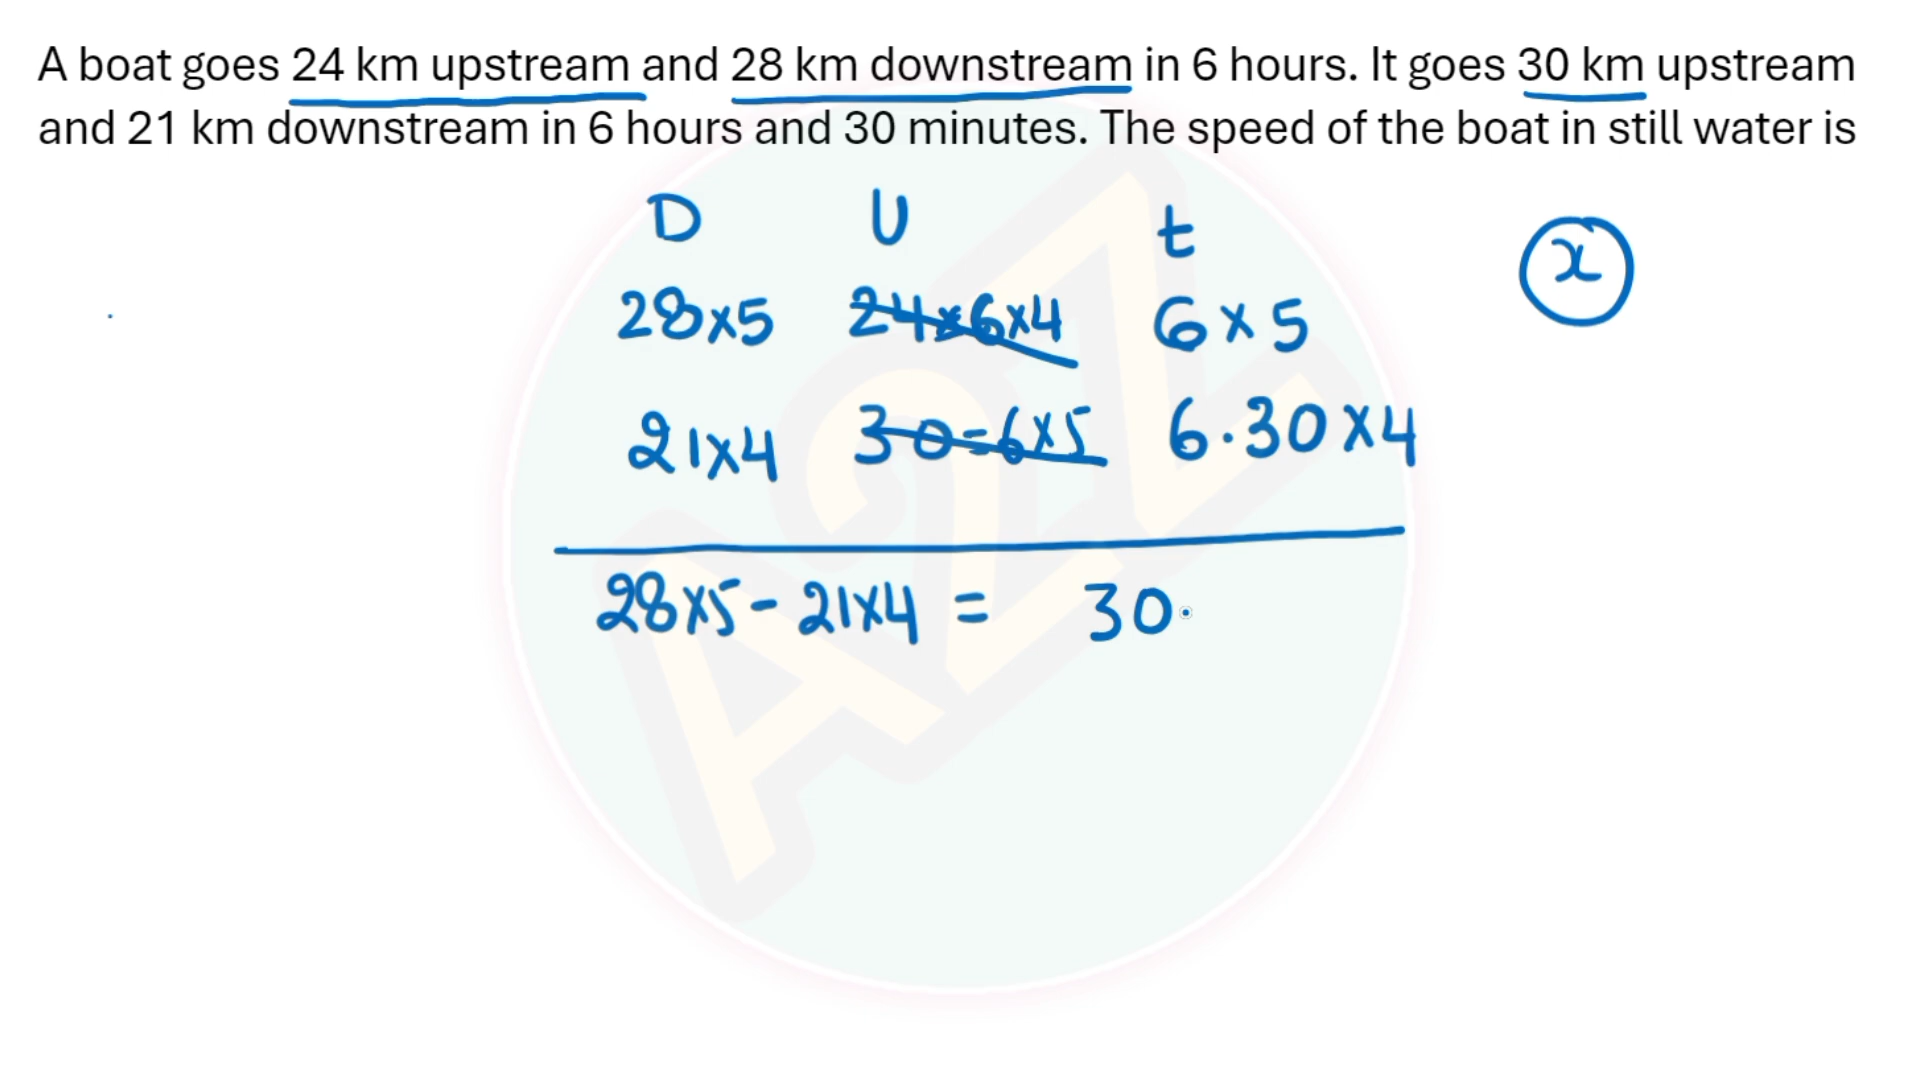 A boat goes 24 km upstream and 28 km downstream in 6 hours. It goes 30 km upstream
and 21 km downstream in 6 hours and 30 minutes. The speed of the boat in still water is
D U t
x
28x5 24x6x4 6x5
21x4 30=6x5 6.30x4
28x5-21x4 = 30
A2Z